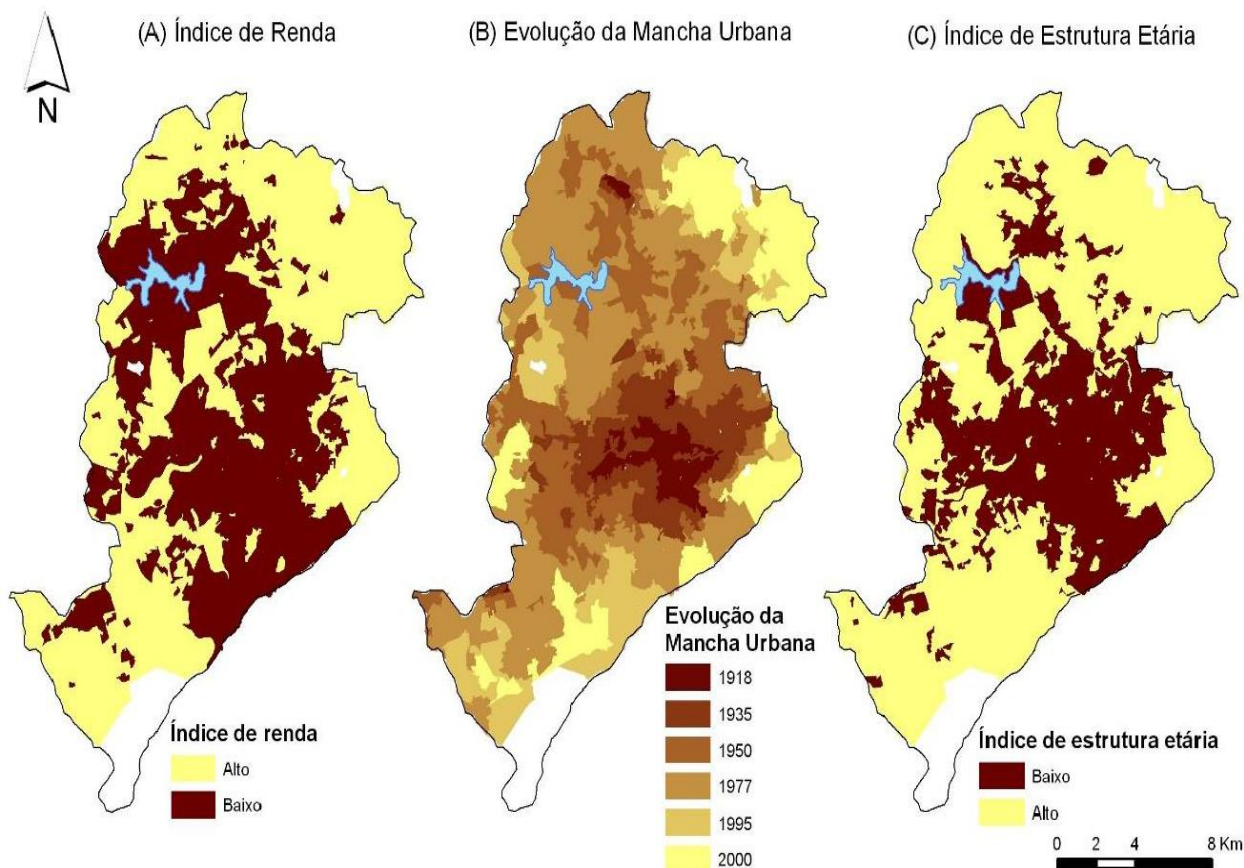 (A) Índice de Renda
(B) Evolução da Mancha Urbana
(C) Índice de Estrutura Etária
N
Índice de renda
Alto
Baixo
Evolução da
Mancha Urbana
1918
1935
1950
1977
1995
2000
Índice de estrutura etária
Baixo
Alto
0 2 4 8 Km